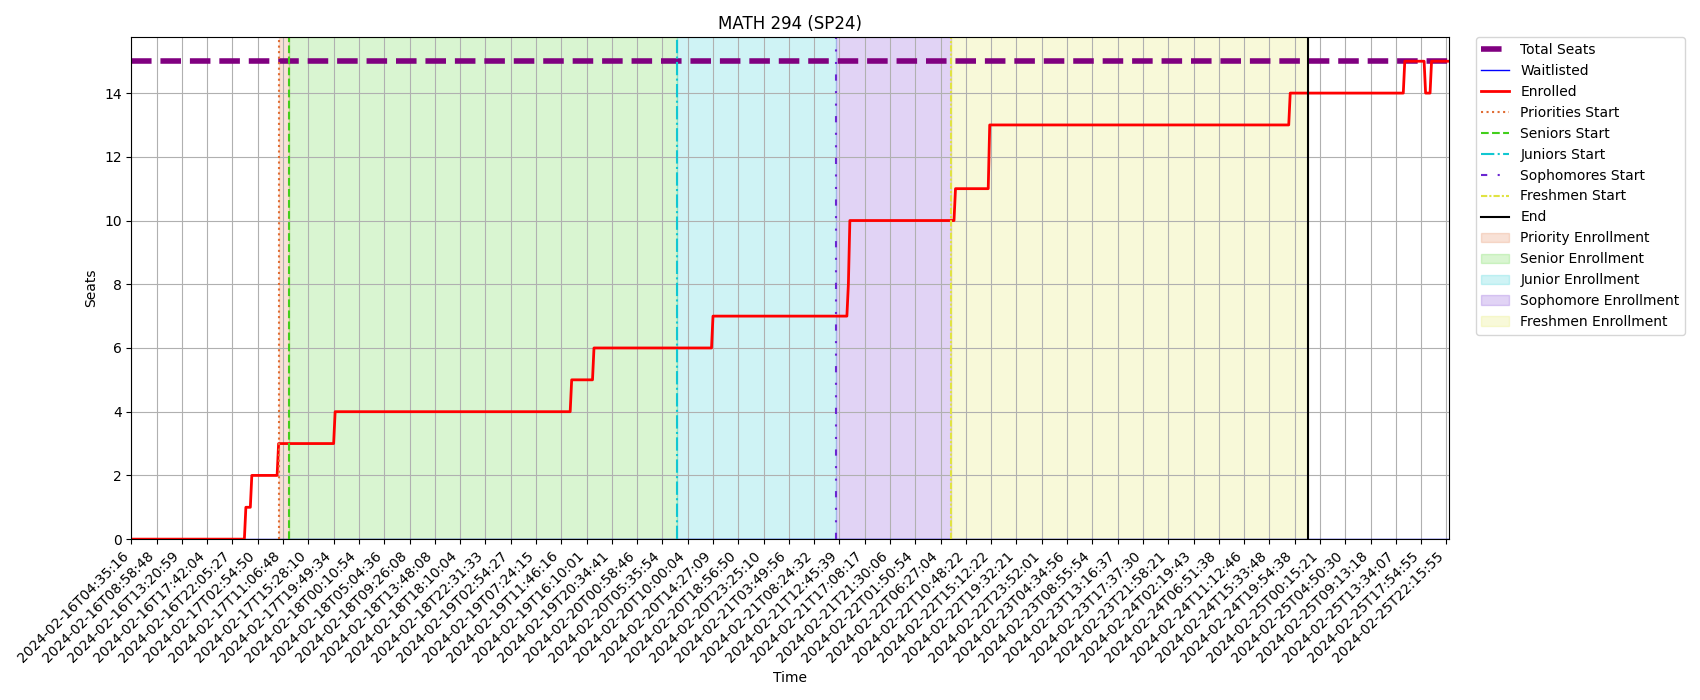 MATH 294 (SP24)
Seats
14
12
10
8
6
4
2
0
2024-02-16T04:35:16
2024-02-16T08:58:48
2024-02-16T13:20:59
2024-02-16T17:42:04
2024-02-16T22:05:27
2024-02-17T02:54:50
2024-02-17T11:06:48
2024-02-17T15:28:10
2024-02-17T19:49:34
2024-02-18T00:10:54
2024-02-18T05:04:36
2024-02-18T09:26:08
2024-02-18T13:48:08
2024-02-18T18:10:04
2024-02-18T22:31:33
2024-02-19T02:54:27
2024-02-19T07:24:15
2024-02-19T11:46:16
2024-02-19T16:10:01
2024-02-19T20:34:41
2024-02-20T00:58:46
2024-02-20T05:35:54
2024-02-20T10:00:04
2024-02-20T14:27:09
2024-02-20T18:56:50
2024-02-20T23:25:10
2024-02-21T03:49:56
2024-02-21T08:24:32
2024-02-21T12:45:39
2024-02-21T17:08:17
2024-02-21T21:30:06
2024-02-22T01:50:54
2024-02-22T06:27:04
2024-02-22T10:48:22
2024-02-22T15:12:22
2024-02-22T19:32:21
2024-02-22T23:52:01
2024-02-23T04:34:56
2024-02-23T08:55:54
2024-02-23T13:16:37
2024-02-23T17:37:30
2024-02-23T21:58:21
2024-02-24T02:19:43
2024-02-24T06:51:38
2024-02-24T11:12:46
2024-02-24T15:33:48
2024-02-24T19:54:38
2024-02-25T00:15:21
2024-02-25T04:50:30
2024-02-25T09:13:18
2024-02-25T13:34:07
2024-02-25T17:54:55
2024-02-25T22:15:55
Time
Total Seats
Waitlisted
Enrolled
Priorities Start
Seniors Start
Juniors Start
Sophomores Start
Freshmen Start
End
Priority Enrollment
Senior Enrollment
Junior Enrollment
Sophomore Enrollment
Freshmen Enrollment